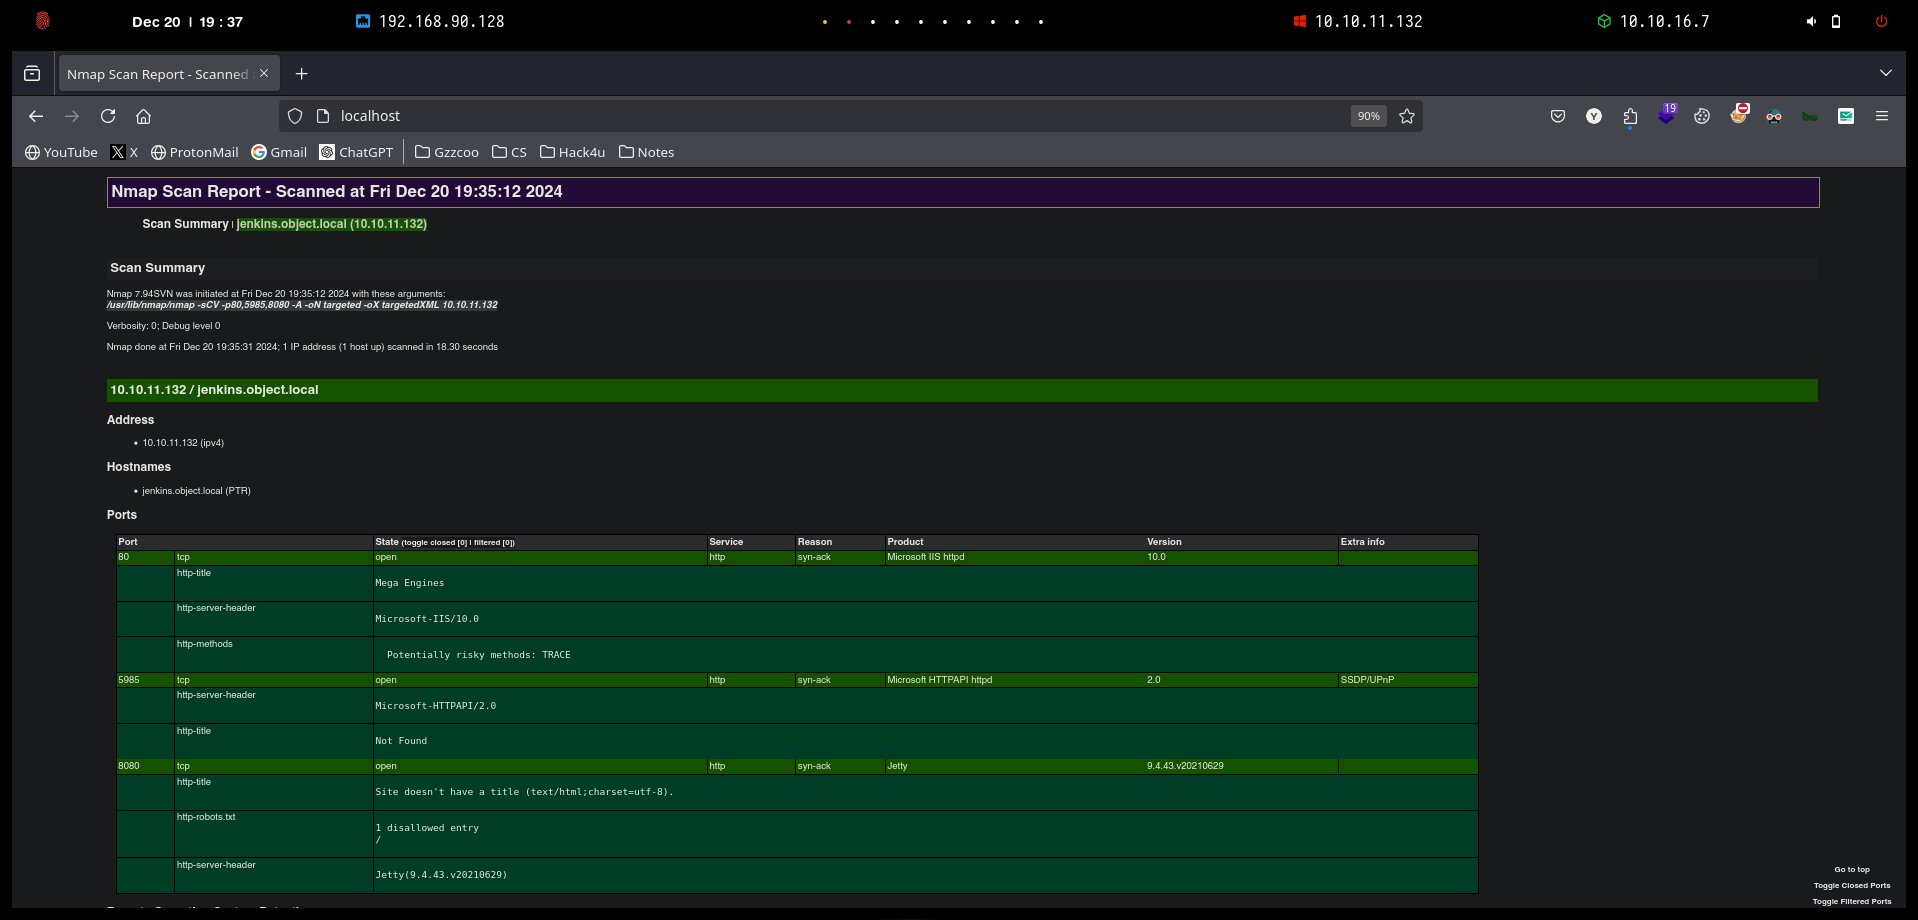 Dec 20 | 19 : 37 192.168.90.128 10.10.11.132 10.10.16.7
Nmap Scan Report - Scanned
localhost 90% Y 19 bw
YouTube X ProtonMail Gmail ChatGPT Gzzcoo CS Hack4u Notes
Nmap Scan Report - Scanned at Fri Dec 20 19:35:12 2024
Scan Summary | jenkins.object.local (10.10.11.132)
Scan Summary
Nmap 7.94SVN was initiated at Fri Dec 20 19:35:12 2024 with these arguments:
/usr/lib/nmap/nmap -sCV -p80,5985,8080 -A -oN targeted -oX targetedXML 10.10.11.132
Verbosity: 0; Debug level 0
Nmap done at Fri Dec 20 19:35:31 2024; 1 IP address (1 host up) scanned in 18.30 seconds
10.10.11.132 / jenkins.object.local
Address
• 10.10.11.132 (ipv4)
Hostnames
• jenkins.object.local (PTR)
Ports
Port State (toggle closed [0] | filtered [0]) Service Reason Product Version Extra info
80 tcp open http syn-ack Microsoft IIS httpd 10.0
http-title
Mega Engines
http-server-header
Microsoft-IIS/10.0
http-methods
Potentially risky methods: TRACE
5985 tcp open http syn-ack Microsoft HTTPAPI httpd 2.0 SSDP/UPnP
http-server-header
Microsoft-HTTPAPI/2.0
http-title
Not Found
8080 tcp open http syn-ack Jetty 9.4.43.v20210629
http-title
Site doesn't have a title (text/html;charset=utf-8).
http-robots.txt
1 disallowed entry
/
http-server-header
Jetty(9.4.43.v20210629)
Go to top
Toggle Closed Ports
Toggle Filtered Ports